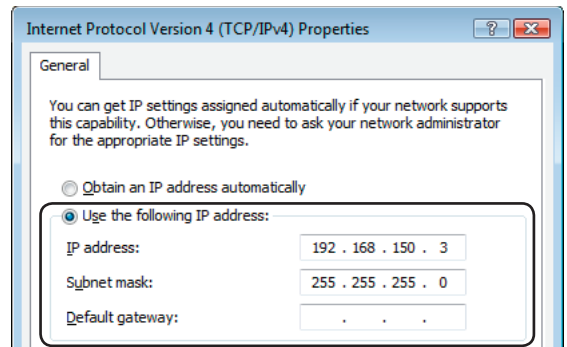 Internet Protocol Version 4 (TCP/IPv4) Properties
General
You can get IP settings assigned automatically if your network supports
this capability. Otherwise, you need to ask your network administrator
for the appropriate IP settings.
Obtain an IP address automatically
Use the following IP address:
IP address: 192 . 168 . 150 . 3
Subnet mask: 255 . 255 . 255 . 0
Default gateway: . . .